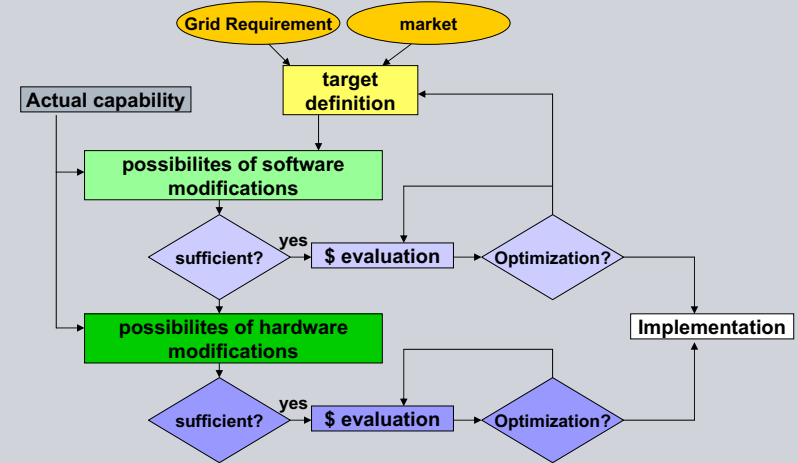 Grid Requirement
market
target
definition
Actual capability
possibilites of software
modifications
sufficient?
yes
$ evaluation
Optimization?
possibilites of hardware
modifications
Implementation
sufficient?
yes
$ evaluation
Optimization?